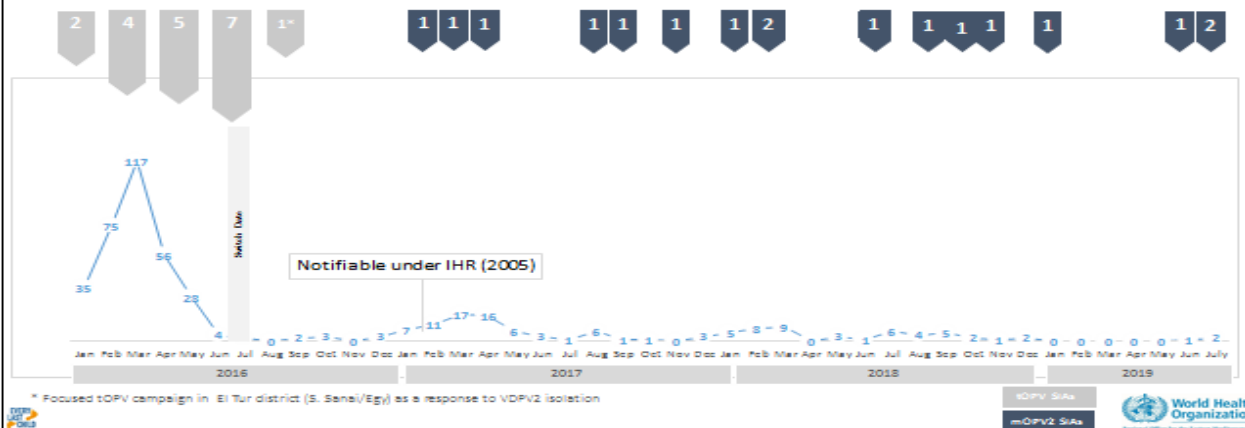 2 4 5 7 1* 1 1 1 1 1 1 1 2 1 1 1 1 1 1 2
117
75
56
35
28
Switch Date
Notifiable under IHR (2005)
4 0 2 3 0 3 7 11 17 16 6 3 1 6 1 1 0 3 5 8 9 0 3 1 6 4 5 2 1 2 0 0 0 0 0 1 2
Jan Feb Mar Apr May Jun Jul Aug Sep Oct Nov Dec Jan Feb Mar Apr May Jun Jul Aug Sep Oct Nov Dec Jan Feb Mar Apr May Jun Jul Aug Sep Oct Nov Dec Jan Feb Mar Apr May Jun July
2016 2017 2018 2019
* Focused tOPV campaign in El Tur district (S. Sanai/Egy) as a response to VDPV2 isolation
tOPV SIAs
mOPV2 SIAs
EVERY
LAST
CHILD
World Healt
Organizatio